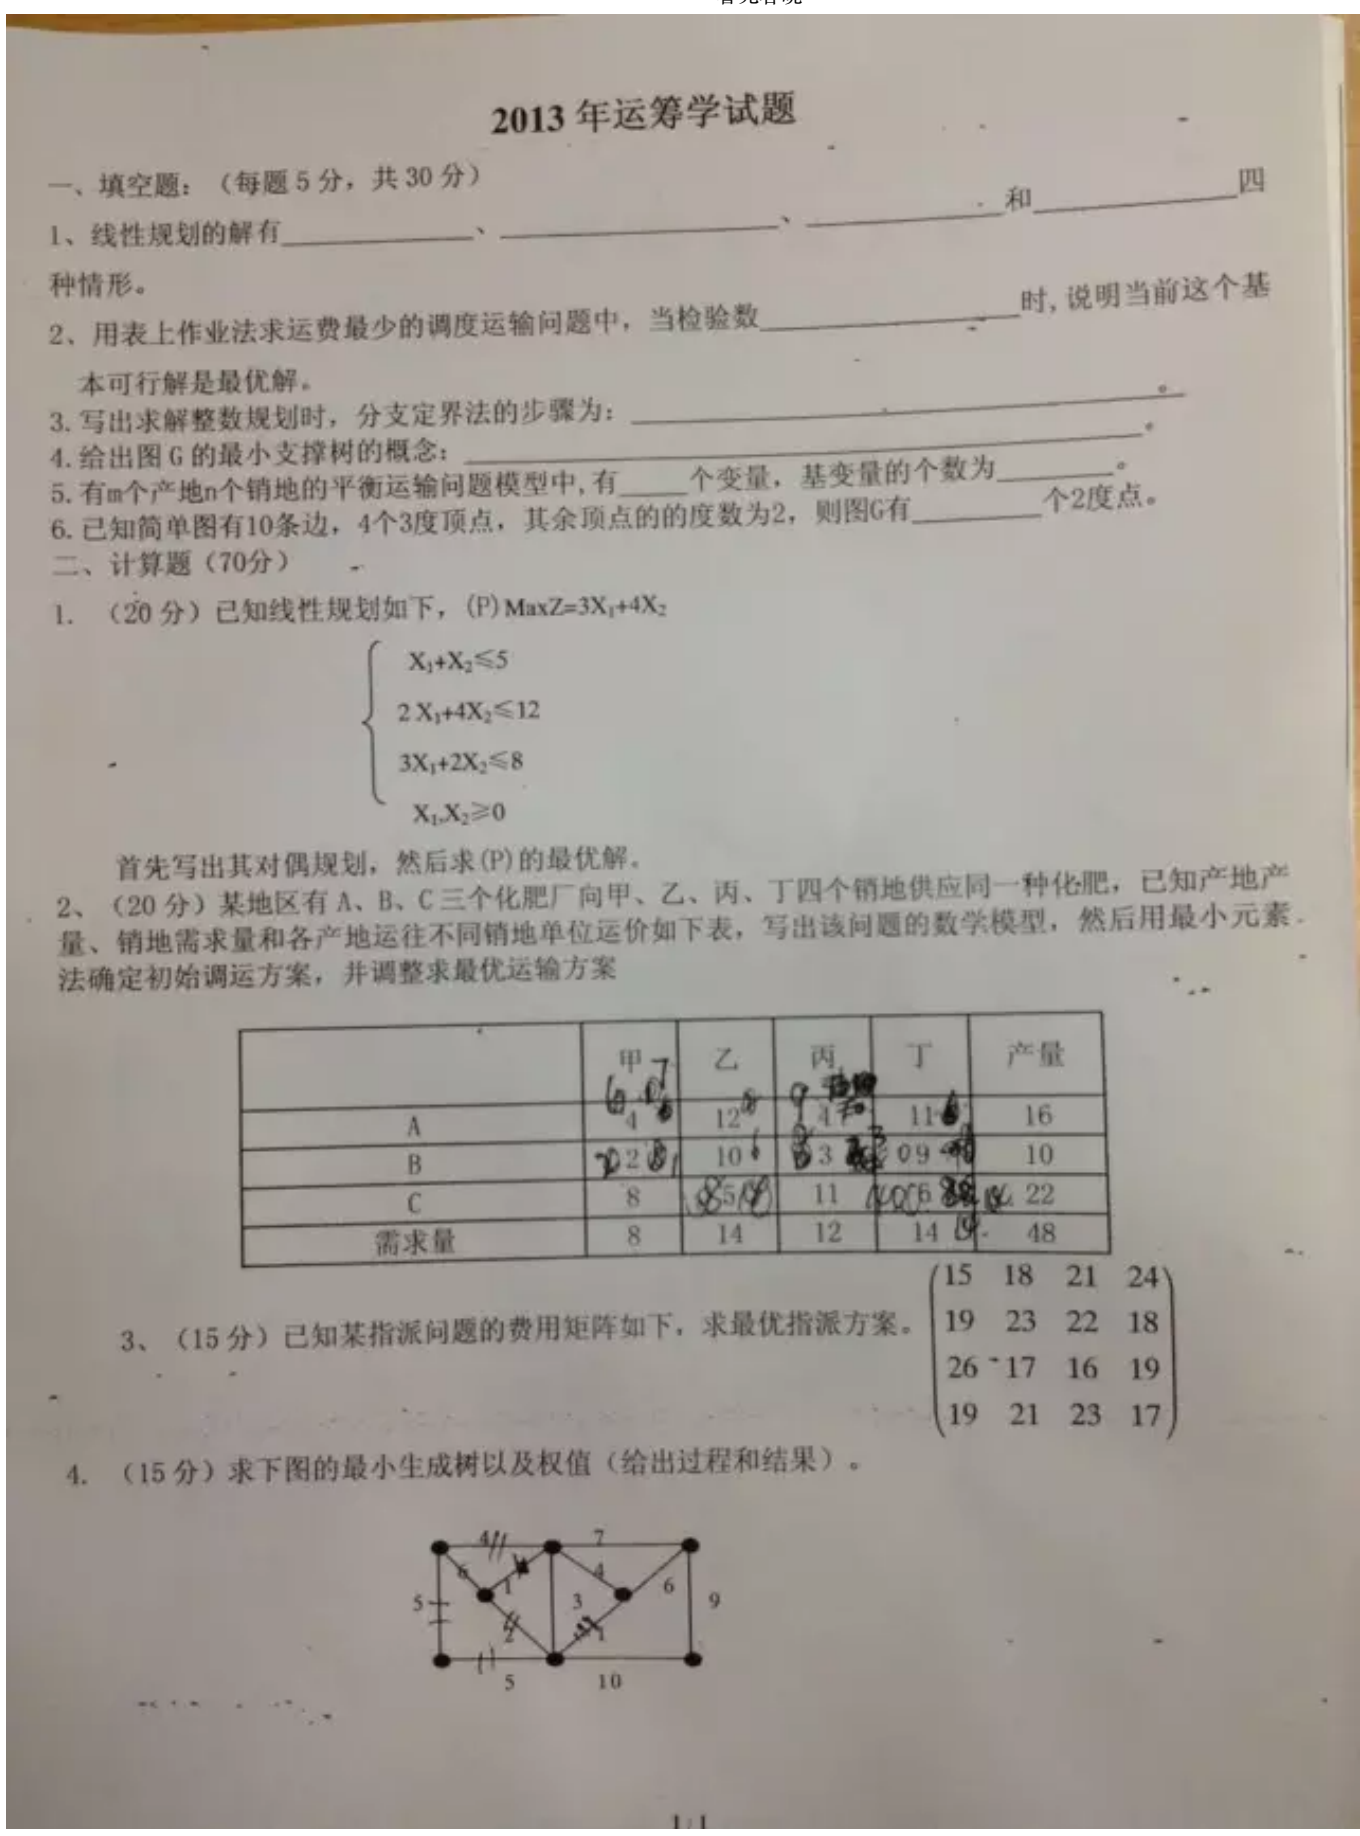 2013 年运筹学试题
一、填空题：（每题 5 分，共 30 分）
1、线性规划的解有____、____、____和____四
种情形。
2、用表上作业法求运费最少的调度运输问题中，当检验数____时,说明当前这个基
本可行解是最优解。
3.写出求解整数规划时，分支定界法的步骤为：____。
4.给出图 G 的最小支撑树的概念：____。
5.有m个产地n个销地的平衡运输问题模型中,有____个变量，基变量的个数为____。
6.已知简单图有10条边，4个3度顶点，其余顶点的的度数为2，则图G有____个2度点。
二、计算题（70分）
1. （20 分）已知线性规划如下，(P) MaxZ=3X₁+4X₂
X₁+X₂≤5
2 X₁+4X₂≤12
3X₁+2X₂≤8
X₁,X₂≥0
首先写出其对偶规划，然后求(P)的最优解。
2、（20 分）某地区有 A、B、C 三个化肥厂向甲、乙、丙、丁四个销地供应同一种化肥，已知产地产
量、销地需求量和各产地运往不同销地单位运价如下表，写出该问题的数学模型，然后用最小元素
法确定初始调运方案，并调整求最优运输方案
甲 乙 丙 丁 产量
A 4 12 4 11 16
B 2 10 3 9 10
C 8 5 11 6 22
需求量 8 14 12 14 48
3、（15 分）已知某指派问题的费用矩阵如下，求最优指派方案。
15 18 21 24
19 23 22 18
26 17 16 19
19 21 23 17
4. （15 分）求下图的最小生成树以及权值（给出过程和结果）。
4 7
6 1 4 6
5 3 9
2 1
5 10
1/1